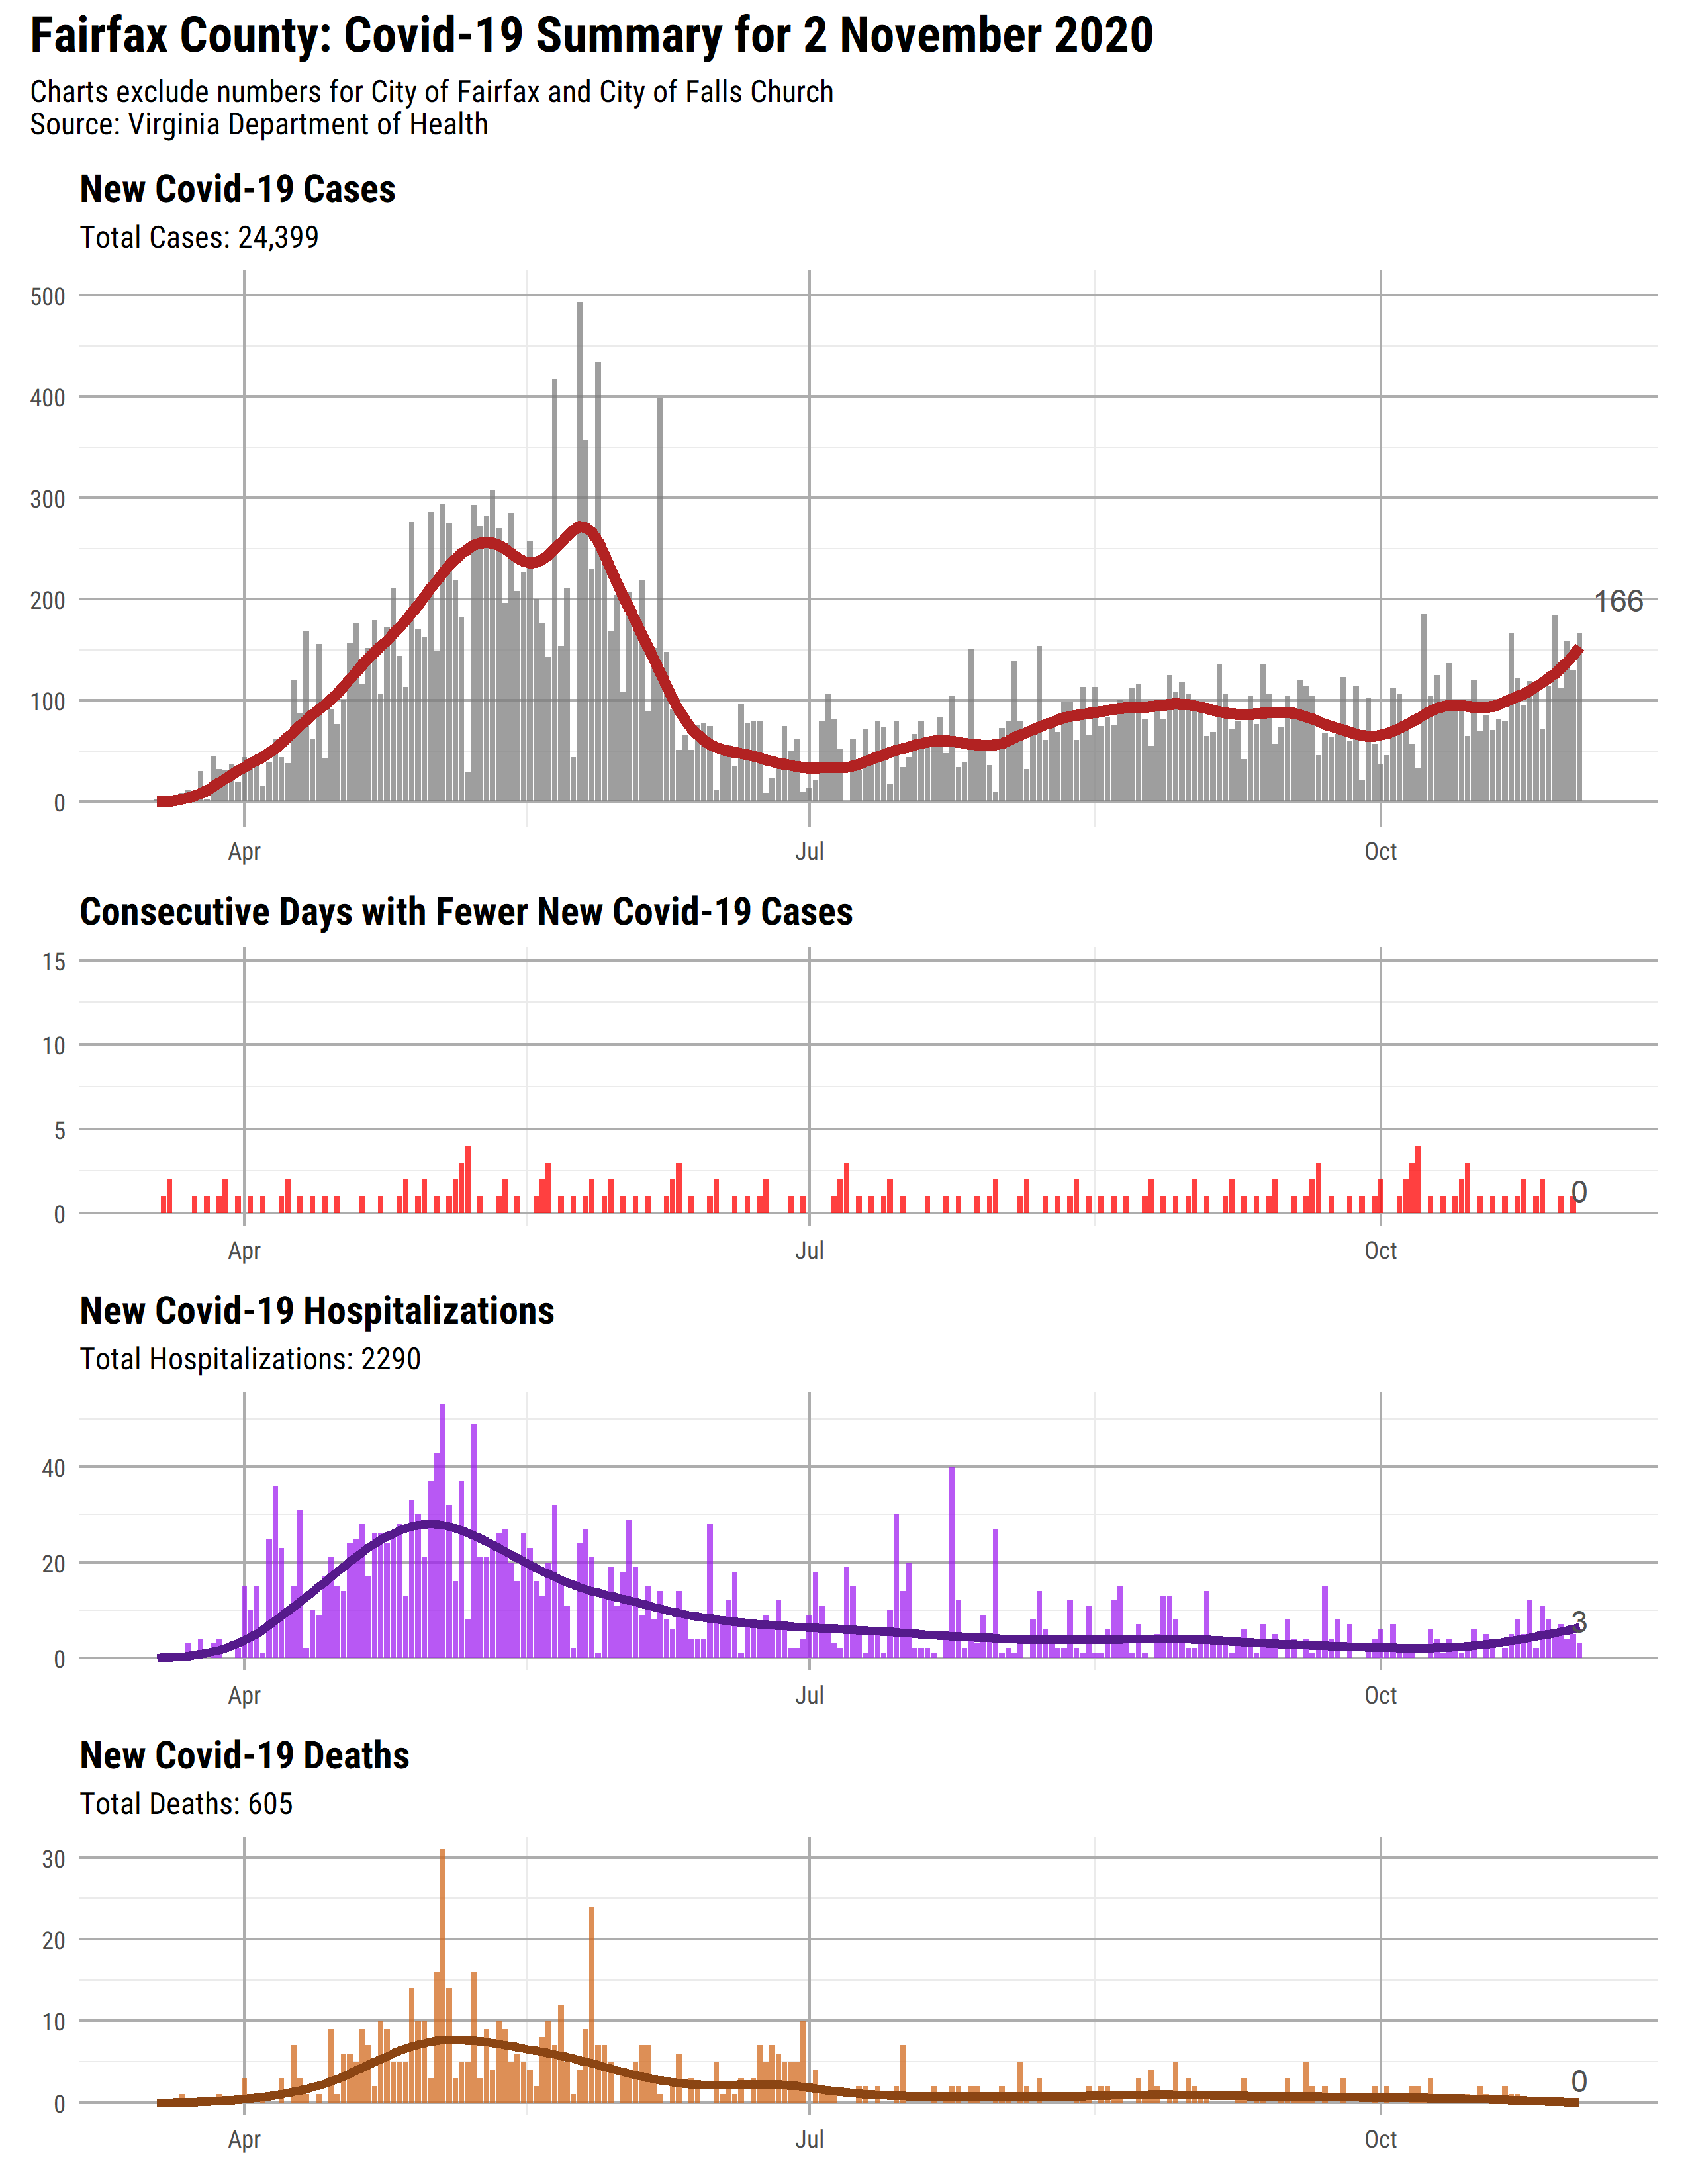 Fairfax County: Covid-19 Summary for 2 November 2020
Charts exclude numbers for City of Fairfax and City of Falls Church
Source: Virginia Department of Health
New Covid-19 Cases
Total Cases: 24,399
500
400
300
200
100
0
166
Apr Jul Oct
Consecutive Days with Fewer New Covid-19 Cases
15
10
5
0
0
Apr Jul Oct
New Covid-19 Hospitalizations
Total Hospitalizations: 2290
40
20
0
3
Apr Jul Oct
New Covid-19 Deaths
Total Deaths: 605
30
20
10
0
0
Apr Jul Oct